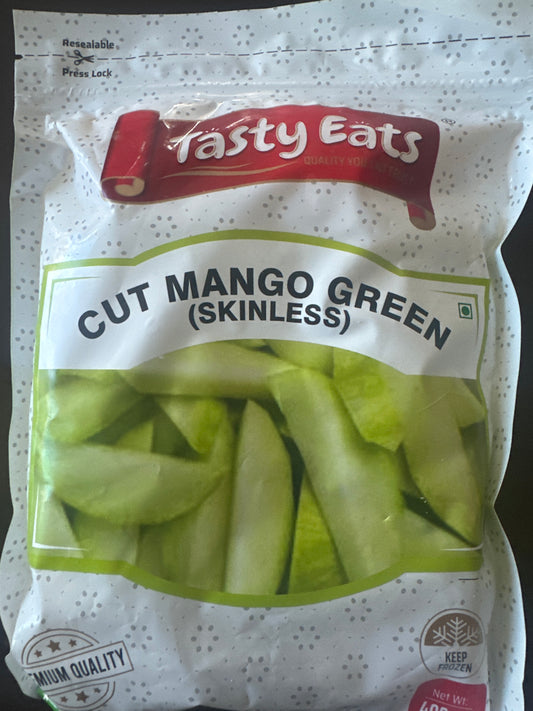 Resealable
Press Lock
Tasty Eats
®
CUT MANGO GREEN
(SKINLESS)
MIUM QUALITY
KEEP
FROZEN
Net Wt.